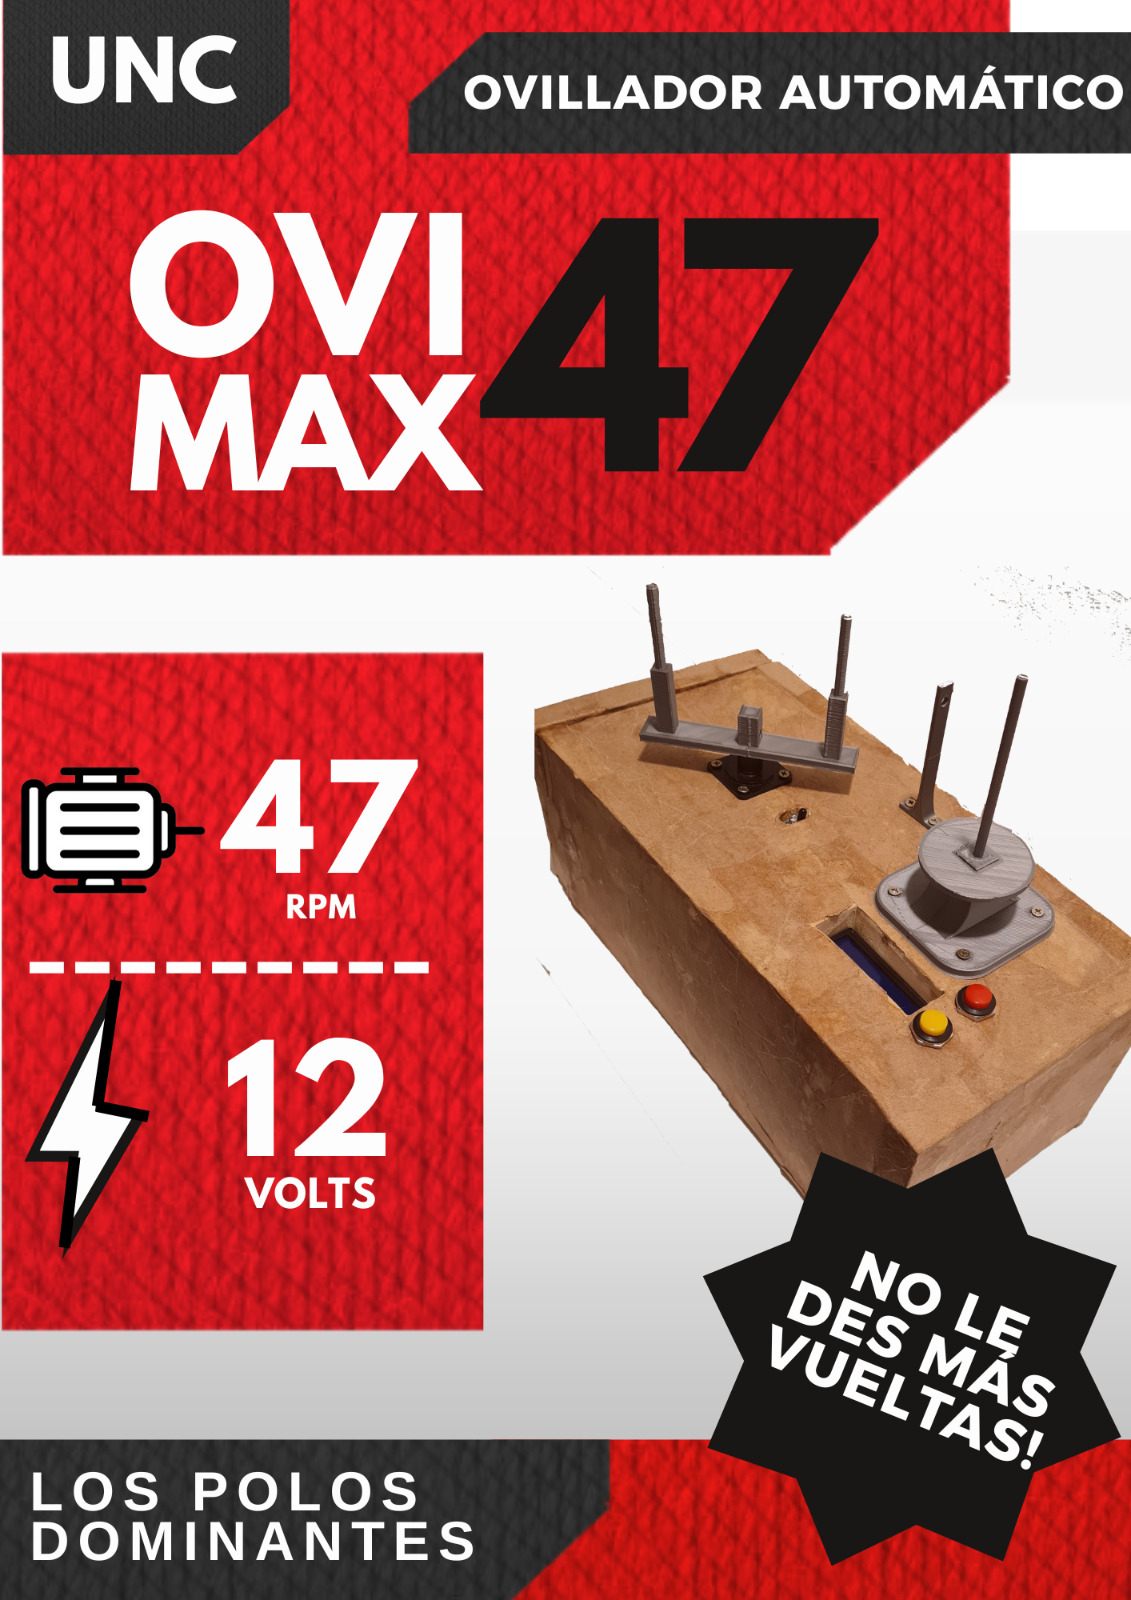 UNC
OVILLADOR AUTOMÁTICO
OVI
MAX
47
47
RPM
12
VOLTS
NO LE
DES MÁS
VUELTAS!
LOS POLOS
DOMINANTES